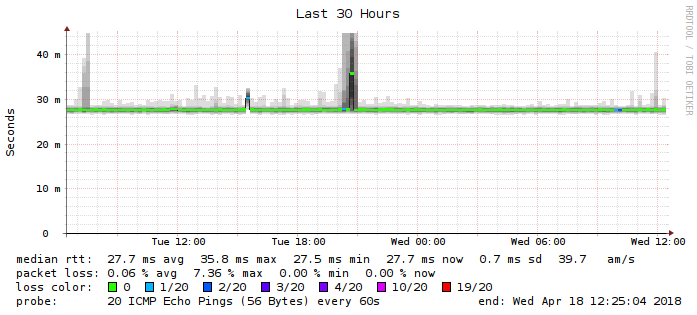 Last 30 Hours
RRDTOOL / TOBI OETIKER
Seconds
40 m
30 m
20 m
10 m
0
Tue 12:00 Tue 18:00 Wed 00:00 Wed 06:00 Wed 12:00
median rtt: 27.7 ms avg 35.8 ms max 27.5 ms min 27.7 ms now 0.7 ms sd 39.7 am/s
packet loss: 0.06 % avg 7.36 % max 0.00 % min 0.00 % now
loss color: 0 1/20 2/20 3/20 4/20 10/20 19/20
probe: 20 ICMP Echo Pings (56 Bytes) every 60s end: Wed Apr 18 12:25:04 2018